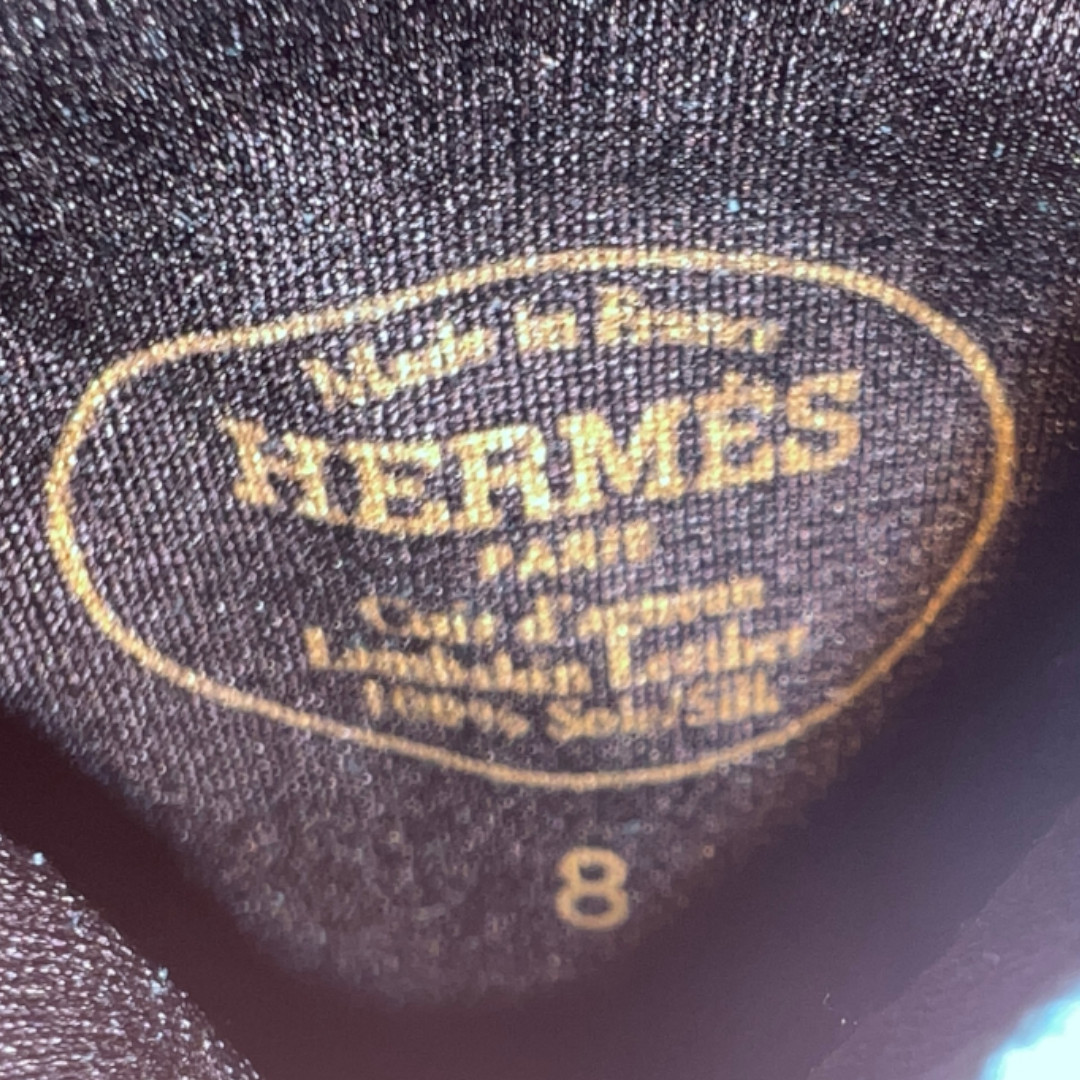 Made in France
HERMÈS
PARIS
Cuir d'agneau
Lambskin Leather
100% Soie/Silk
8